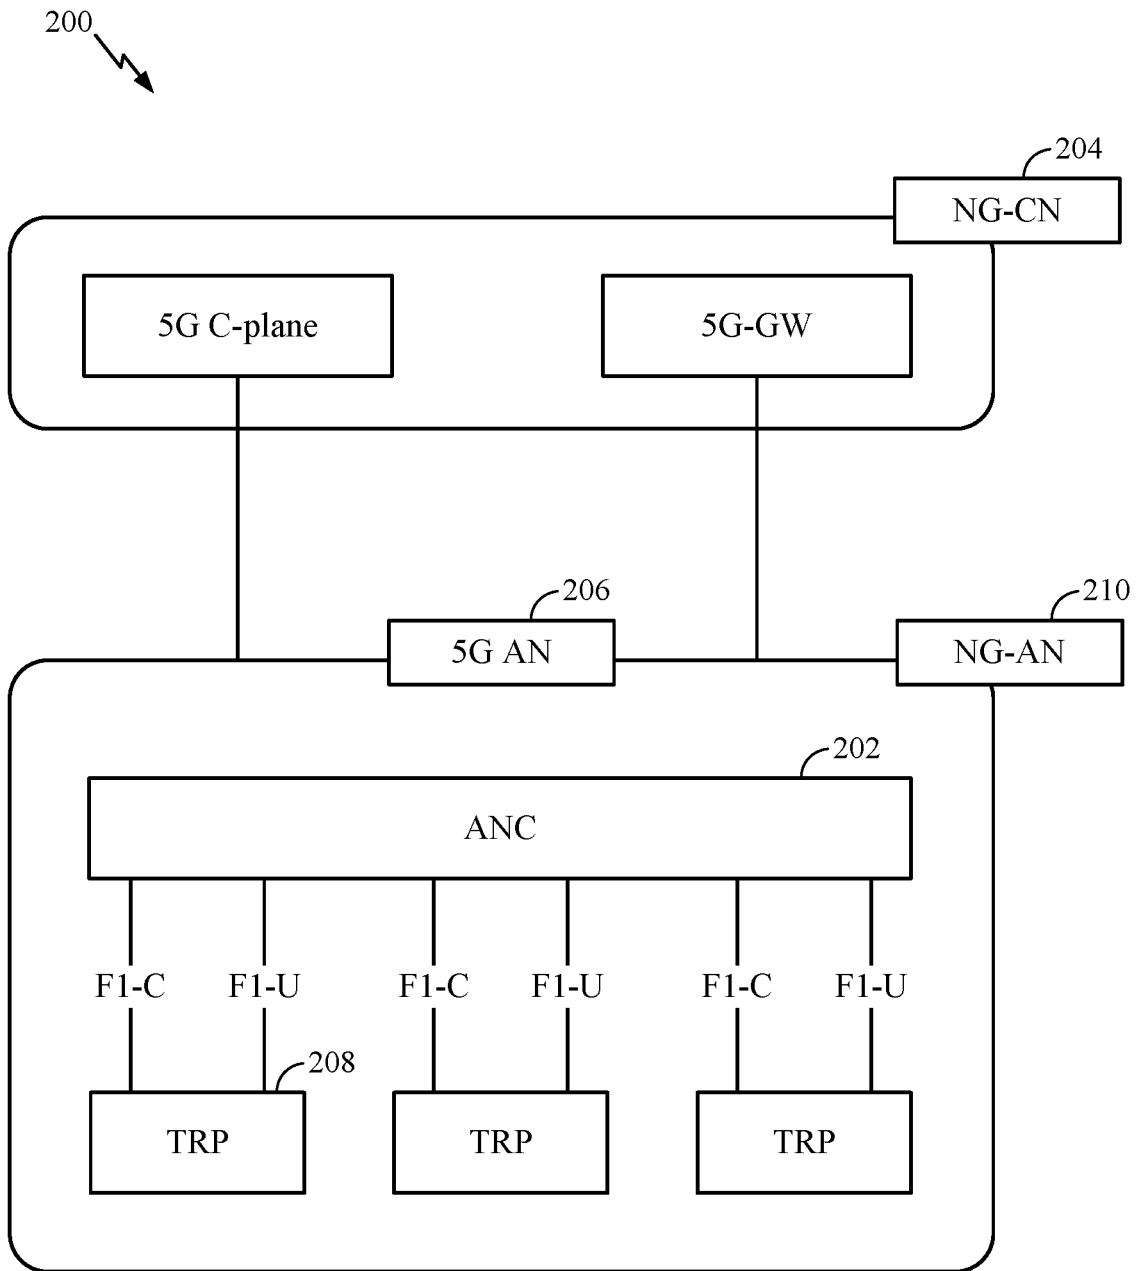 200
204
NG-CN
5G C-plane
5G-GW
206
210
5G AN
NG-AN
202
ANC
F1-C F1-U F1-C F1-U F1-C F1-U
208
TRP TRP TRP